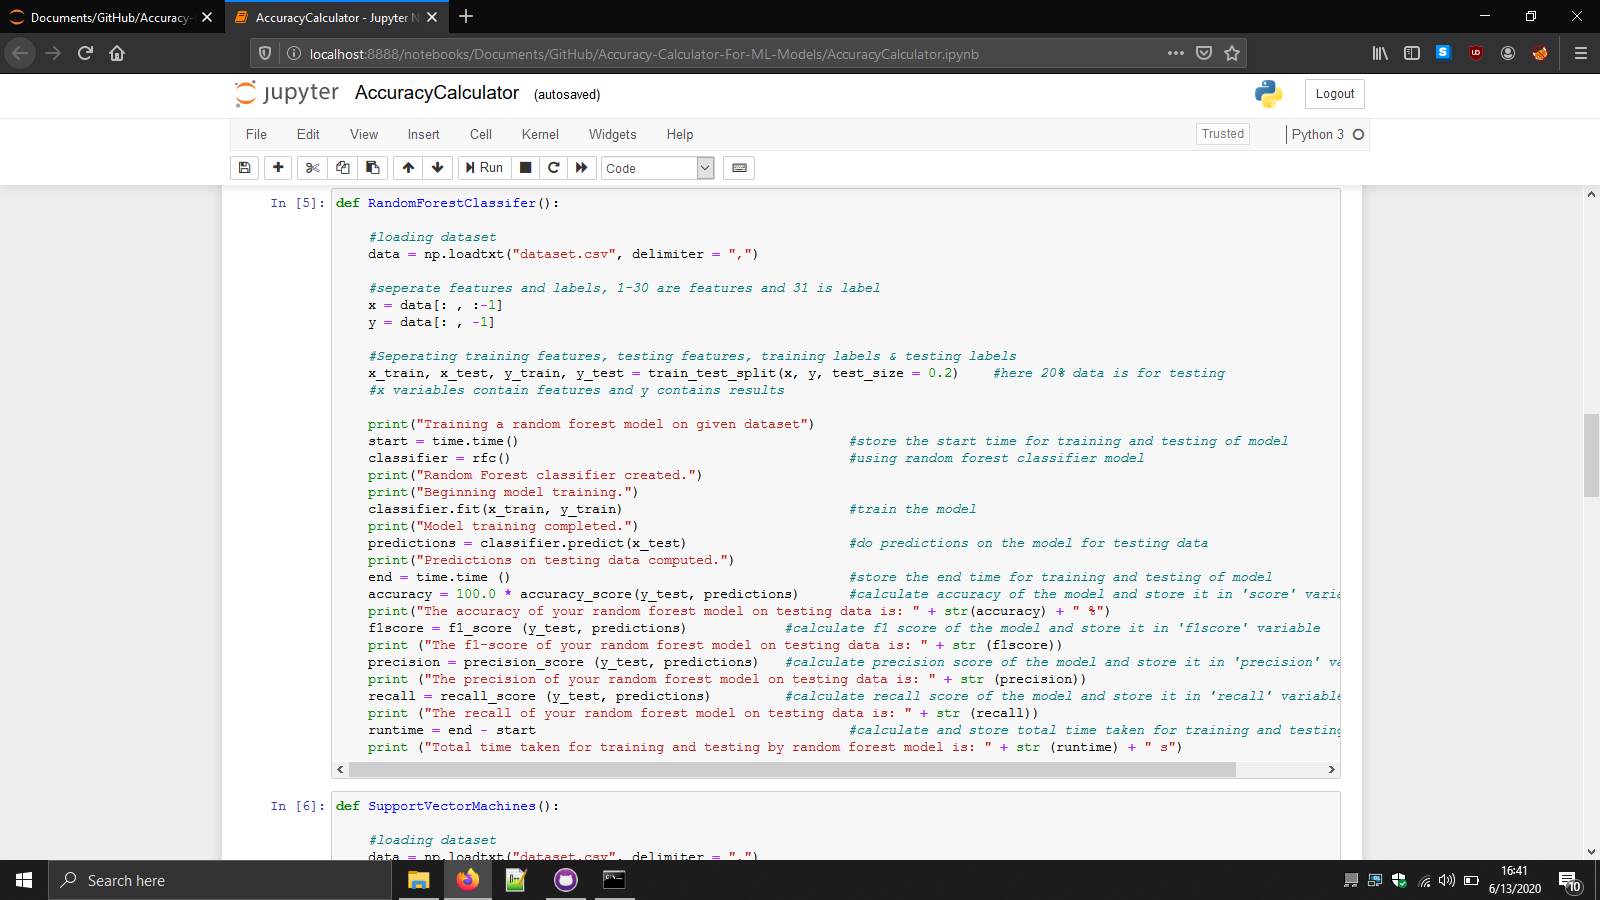 Documents/GitHub/Accuracy-
AccuracyCalculator - Jupyter N
localhost:8888/notebooks/Documents/GitHub/Accuracy-Calculator-For-ML-Models/AccuracyCalculator.ipynb
jupyter AccuracyCalculator (autosaved)
Logout
File Edit View Insert Cell Kernel Widgets Help
Trusted
Python 3
Run
Code
In [5]: def RandomForestClassifer():
#loading dataset
data = np.loadtxt("dataset.csv", delimiter = ",")
#seperate features and labels, 1-30 are features and 31 is label
x = data[: , :-1]
y = data[: , -1]
#Seperating training features, testing features, training labels & testing labels
x_train, x_test, y_train, y_test = train_test_split(x, y, test_size = 0.2) #here 20% data is for testing
#x variables contain features and y contains results
print("Training a random forest model on given dataset")
start = time.time() #store the start time for training and testing of model
classifier = rfc() #using random forest classifier model
print("Random Forest classifier created.")
print("Beginning model training.")
classifier.fit(x_train, y_train) #train the model
print("Model training completed.")
predictions = classifier.predict(x_test) #do predictions on the model for testing data
print("Predictions on testing data computed.")
end = time.time () #store the end time for training and testing of model
accuracy = 100.0 * accuracy_score(y_test, predictions) #calculate accuracy of the model and store it in 'score' varia
print("The accuracy of your random forest model on testing data is: " + str(accuracy) + " %")
f1score = f1_score (y_test, predictions) #calculate f1 score of the model and store it in 'f1score' variable
print ("The f1-score of your random forest model on testing data is: " + str (f1score))
precision = precision_score (y_test, predictions) #calculate precision score of the model and store it in 'precision' va
print ("The precision of your random forest model on testing data is: " + str (precision))
recall = recall_score (y_test, predictions) #calculate recall score of the model and store it in 'recall' variable
print ("The recall of your random forest model on testing data is: " + str (recall))
runtime = end - start #calculate and store total time taken for training and testing
print ("Total time taken for training and testing by random forest model is: " + str (runtime) + " s")
In [6]: def SupportVectorMachines():
#loading dataset
data = np.loadtxt("dataset.csv", delimiter = ",")
Search here
16:41
6/13/2020
10